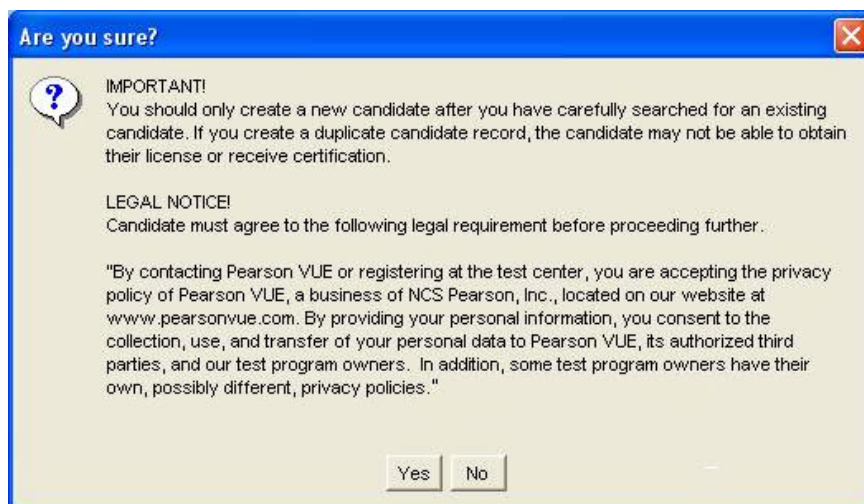 Are you sure?
IMPORTANT!
You should only create a new candidate after you have carefully searched for an existing
candidate. If you create a duplicate candidate record, the candidate may not be able to obtain
their license or receive certification.
LEGAL NOTICE!
Candidate must agree to the following legal requirement before proceeding further.
"By contacting Pearson VUE or registering at the test center, you are accepting the privacy
policy of Pearson VUE, a business of NCS Pearson, Inc., located on our website at
www.pearsonvue.com. By providing your personal information, you consent to the
collection, use, and transfer of your personal data to Pearson VUE, its authorized third
parties, and our test program owners.  In addition, some test program owners have their
own, possibly different, privacy policies."
Yes No